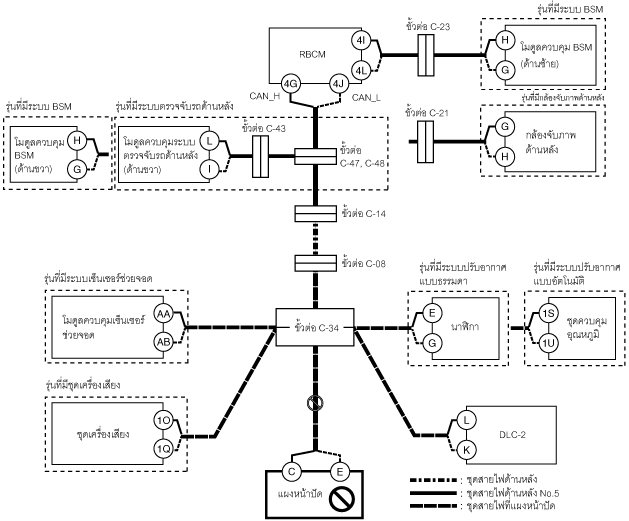 รุ่นที่มีระบบ BSM
ขั้วต่อ C-23
RBCM
4I
4L
4G
4J
CAN_H
CAN_L
H
G
โมดูลควบคุม BSM
(ด้านซ้าย)
รุ่นที่มีกล้องจับภาพด้านหลัง
ขั้วต่อ C-21
G
H
กล้องจับภาพ
ด้านหลัง
รุ่นที่มีระบบ BSM
โมดูลควบคุม
BSM
(ด้านขวา)
H
G
รุ่นที่มีระบบตรวจจับรถด้านหลัง
ขั้วต่อ C-43
โมดูลควบคุมระบบ
ตรวจจับรถด้านหลัง
(ด้านขวา)
L
I
ขั้วต่อ
C-47, C-48
ขั้วต่อ C-14
ขั้วต่อ C-08
รุ่นที่มีระบบเซ็นเซอร์ช่วยจอด
โมดูลควบคุมเซ็นเซอร์
ช่วยจอด
AA
AB
ขั้วต่อ C-34
รุ่นที่มีระบบปรับอากาศ
แบบธรรมดา
E
G
นาฬิกา
รุ่นที่มีระบบปรับอากาศ
แบบอัตโนมัติ
1S
1U
ชุดควบคุม
อุณหภูมิ
รุ่นที่มีชุดเครื่องเสียง
ชุดเครื่องเสียง
1O
1Q
L
K
DLC-2
C
E
แผงหน้าปัด
: ชุดสายไฟด้านหลัง
: ชุดสายไฟด้านหลัง No.5
: ชุดสายไฟที่แผงหน้าปัด